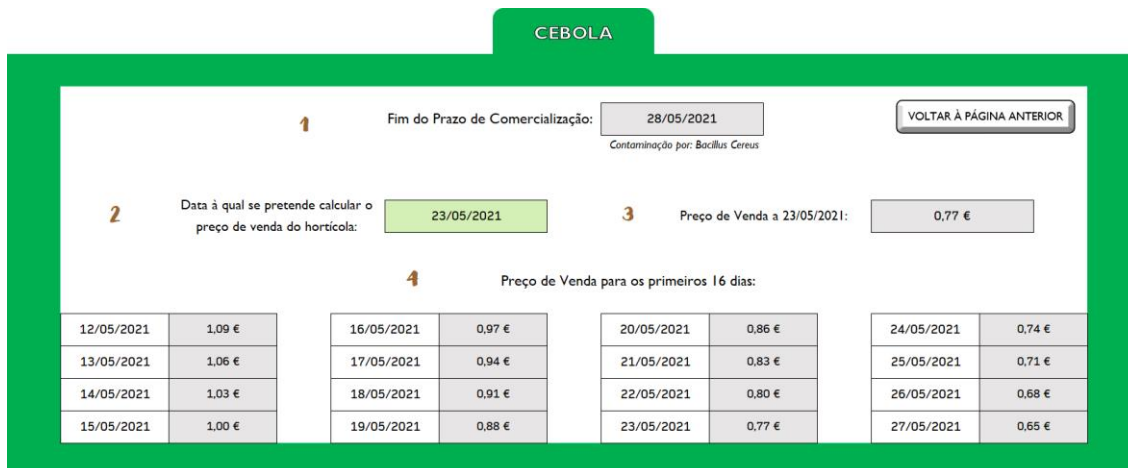 CEBOLA
1 Fim do Prazo de Comercialização: 28/05/2021 VOLTAR À PÁGINA ANTERIOR
Contaminação por: Bacillus Cereus
2 Data à qual se pretende calcular o
preço de venda do hortícola: 23/05/2021
3 Preço de Venda a 23/05/2021: 0,77 €
4 Preço de Venda para os primeiros 16 dias:
12/05/2021 1,09 € 16/05/2021 0,97 € 20/05/2021 0,86 € 24/05/2021 0,74 €
13/05/2021 1,06 € 17/05/2021 0,94 € 21/05/2021 0,83 € 25/05/2021 0,71 €
14/05/2021 1,03 € 18/05/2021 0,91 € 22/05/2021 0,80 € 26/05/2021 0,68 €
15/05/2021 1,00 € 19/05/2021 0,88 € 23/05/2021 0,77 € 27/05/2021 0,65 €